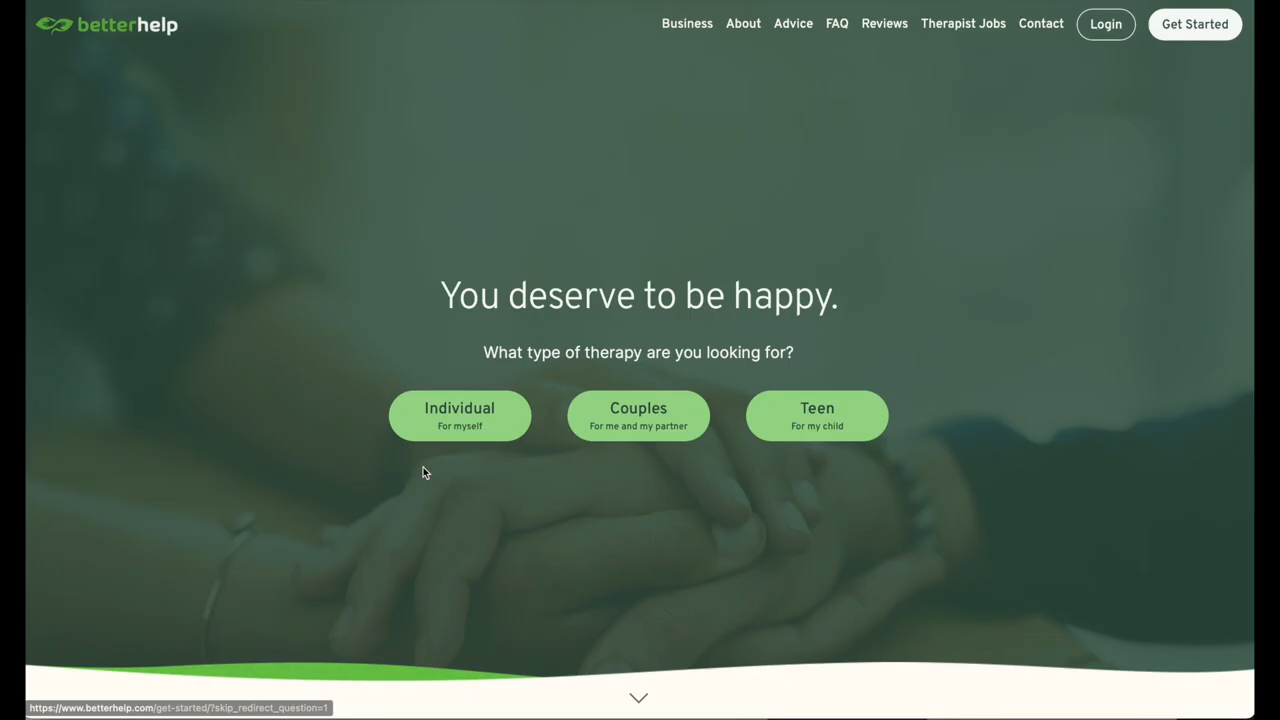 betterhelp
Business About Advice FAQ Reviews Therapist Jobs Contact Login Get Started
You deserve to be happy.
What type of therapy are you looking for?
Individual Couples Teen
For myself For me and my partner For my child
https://www.betterhelp.com/get-started/?skip_redirect_question=1